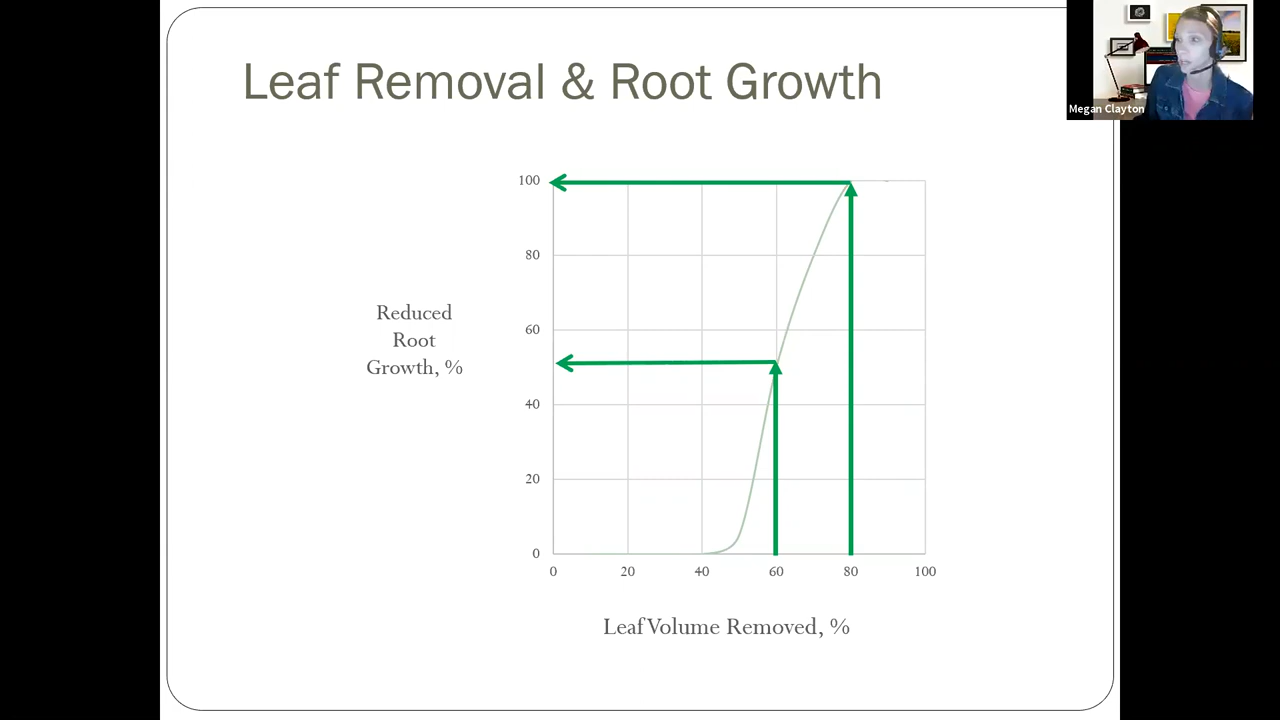 Leaf Removal & Root Growth
Megan Clayton
100
80
60
40
20
0
Reduced
Root
Growth, %
0 20 40 60 80 100
Leaf Volume Removed, %